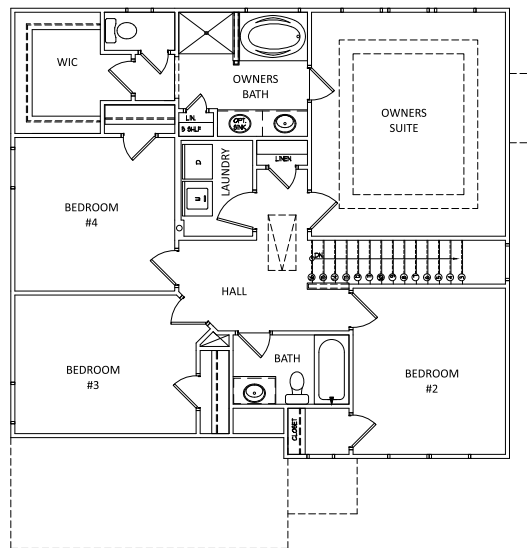 WIC
OWNERS
BATH
OWNERS
SUITE
LIN.
5 SHLF
OPT.
SINK
LAUNDRY
D
W
LINEN
BEDROOM
#4
DN
HALL
BATH
BEDROOM
#3
BEDROOM
#2
CLOSET